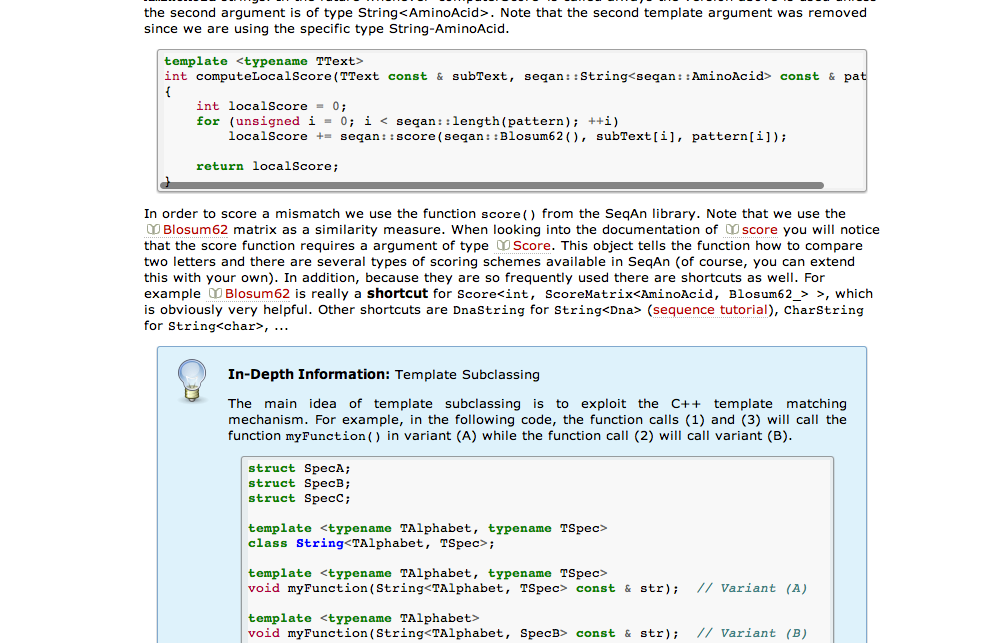 the second argument is of type String<AminoAcid>. Note that the second template argument was removed
since we are using the specific type String-AminoAcid.
template <typename TText>
int computeLocalScore(TText const & subText, seqan::String<seqan::AminoAcid> const & pat
{
    int localScore = 0;
    for (unsigned i = 0; i < seqan::length(pattern); ++i)
        localScore += seqan::score(seqan::Blosum62(), subText[i], pattern[i]);
    return localScore;
}
In order to score a mismatch we use the function score() from the SeqAn library. Note that we use the
Blosum62 matrix as a similarity measure. When looking into the documentation of score you will notice
that the score function requires a argument of type Score. This object tells the function how to compare
two letters and there are several types of scoring schemes available in SeqAn (of course, you can extend
this with your own). In addition, because they are so frequently used there are shortcuts as well. For
example Blosum62 is really a shortcut for Score<int, ScoreMatrix<AminoAcid, Blosum62_> >, which
is obviously very helpful. Other shortcuts are DnaString for String<Dna> (sequence tutorial), CharString
for String<char>, ...
In-Depth Information: Template Subclassing
The main idea of template subclassing is to exploit the C++ template matching
mechanism. For example, in the following code, the function calls (1) and (3) will call the
function myFunction() in variant (A) while the function call (2) will call variant (B).
struct SpecA;
struct SpecB;
struct SpecC;
template <typename TAlphabet, typename TSpec>
class String<TAlphabet, TSpec>;
template <typename TAlphabet, typename TSpec>
void myFunction(String<TAlphabet, TSpec> const & str);  // Variant (A)
template <typename TAlphabet>
void myFunction(String<TAlphabet, SpecB> const & str);  // Variant (B)